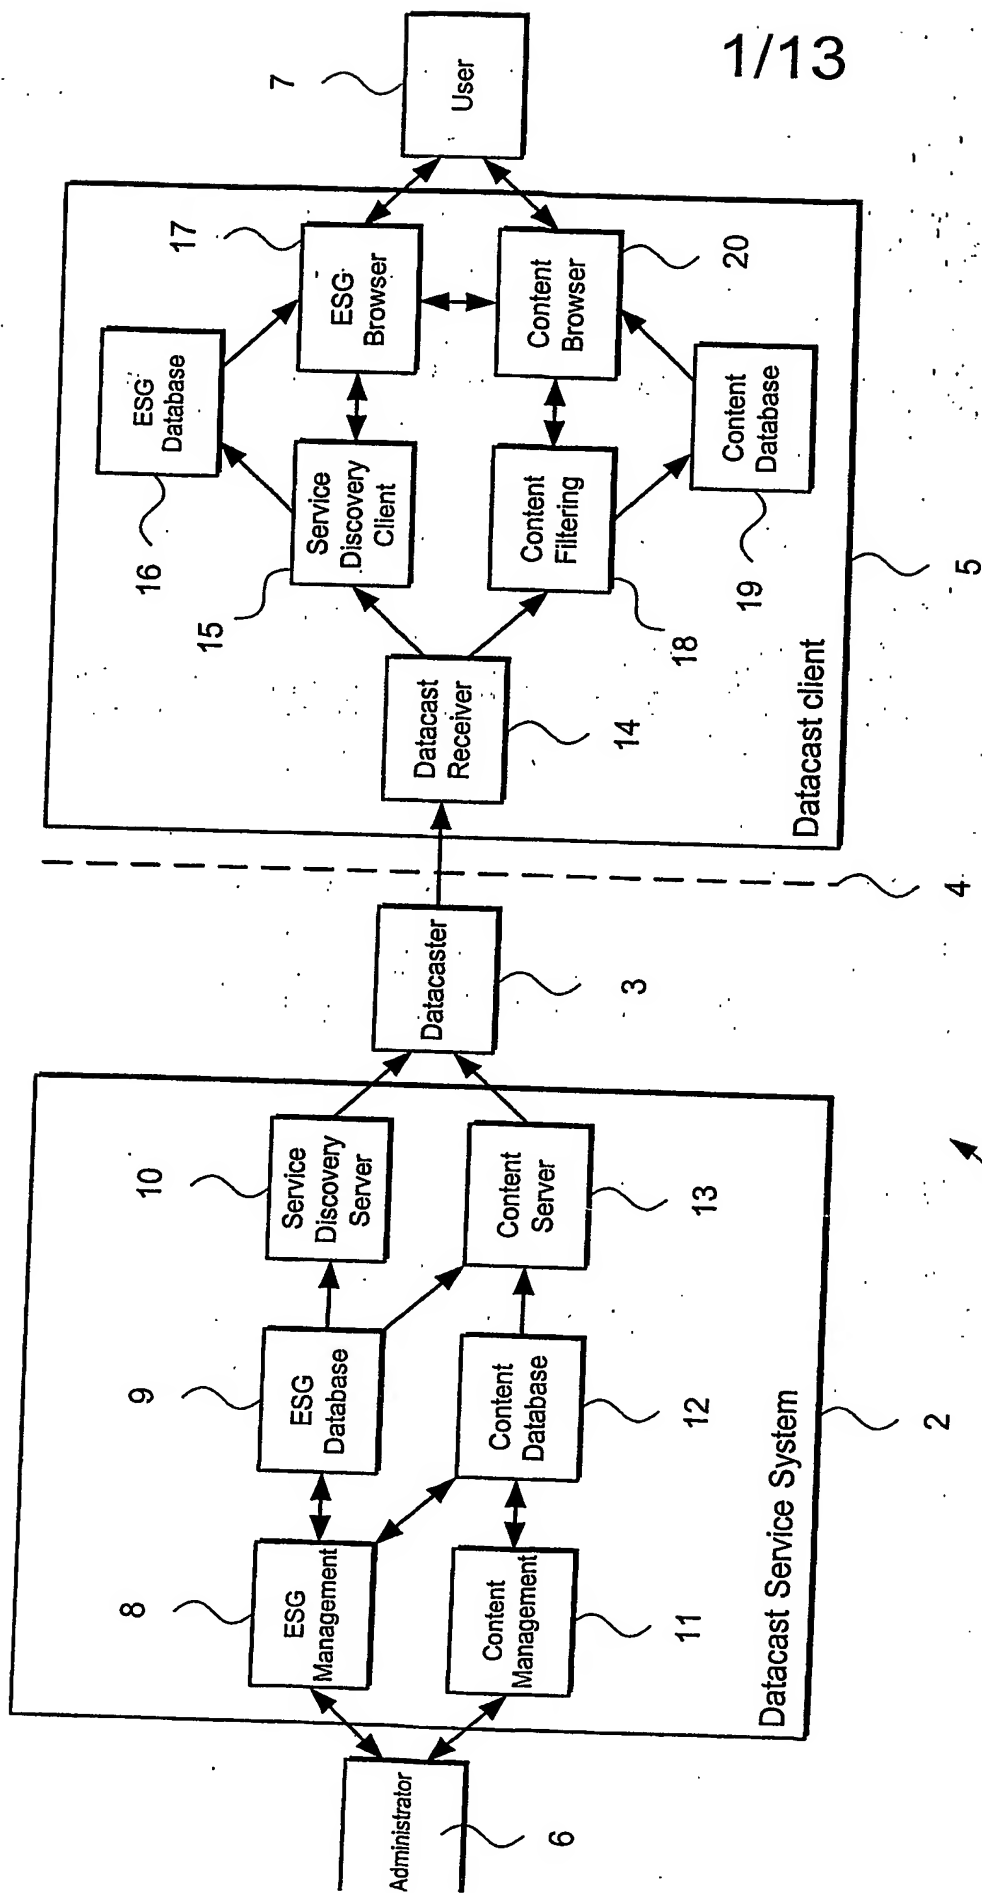 1/13
Administrator
6
ESG
Management
8
Content
Management
11
ESG
Database
9
Content
Database
12
Service
Discovery
Server
10
Content
Server
13
Datacast Service System
2
Datacaster
3
4
Datacast
Receiver
14
Service
Discovery
Client
15
ESG
Database
16
ESG
Browser
17
Content
Filtering
18
Content
Database
19
Content
Browser
20
Datacast client
5
User
7